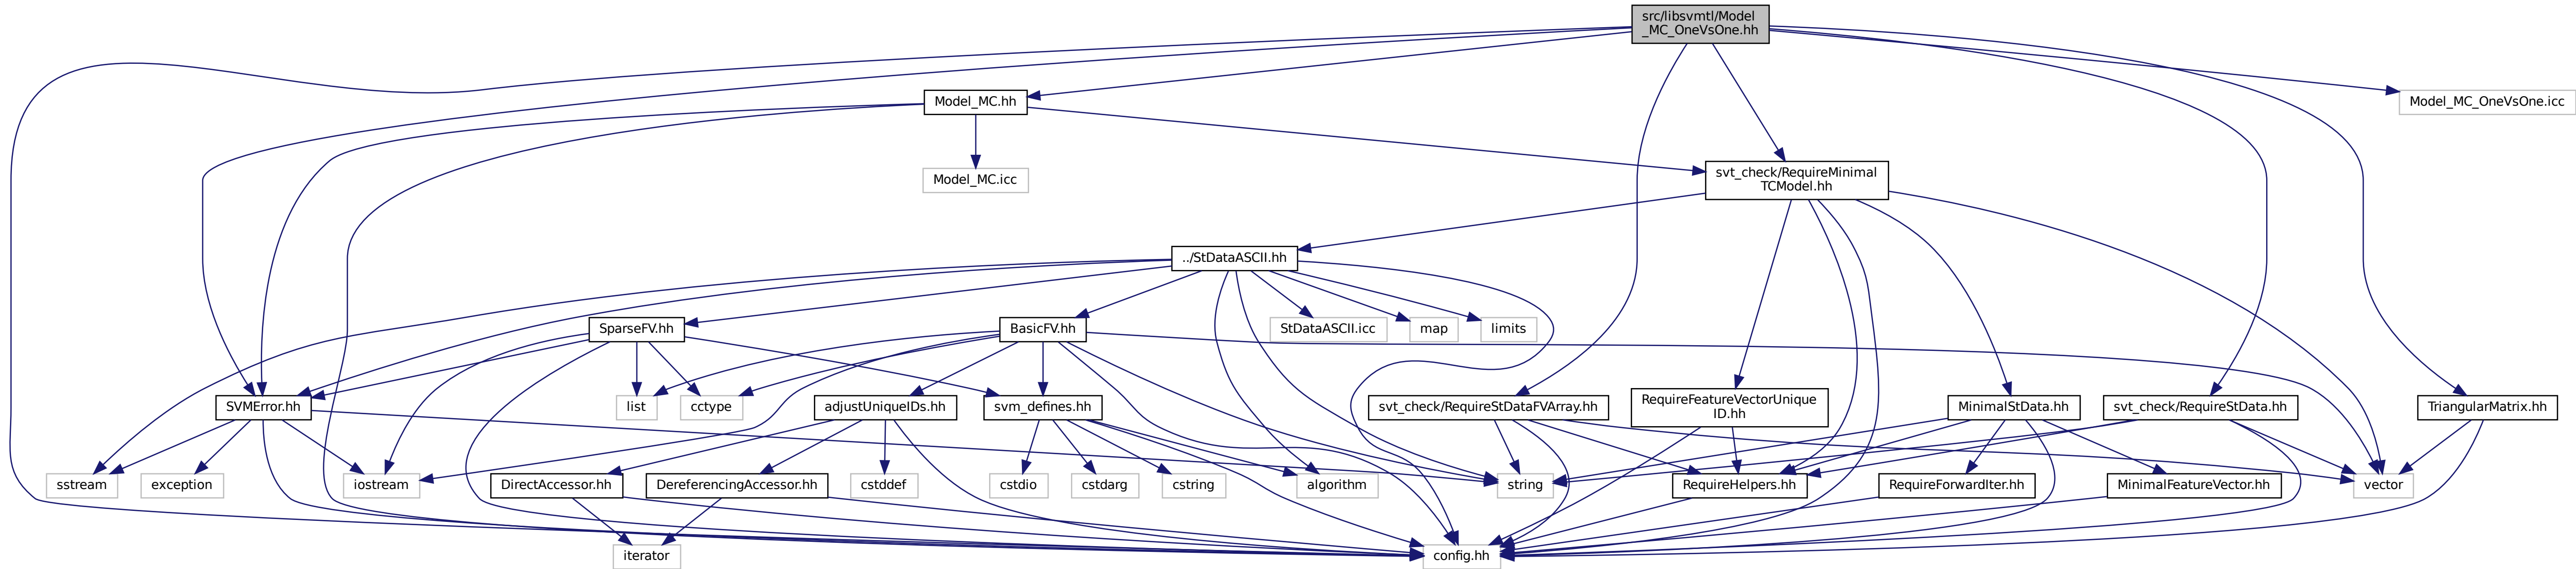 src/libsvmtl/Model
_MC_OneVsOne.hh
Model_MC.hh
Model_MC_OneVsOne.icc
Model_MC.icc
svt_check/RequireMinimal
TCModel.hh
../StDataASCII.hh
SparseFV.hh
BasicFV.hh
StDataASCII.icc
map
limits
SVMError.hh
list
cctype
adjustUniqueIDs.hh
svm_defines.hh
svt_check/RequireStDataFVArray.hh
RequireFeatureVectorUnique
ID.hh
MinimalStData.hh
svt_check/RequireStData.hh
TriangularMatrix.hh
sstream
exception
iostream
DirectAccessor.hh
DereferencingAccessor.hh
cstddef
cstdio
cstdarg
cstring
algorithm
string
RequireHelpers.hh
RequireForwardIter.hh
MinimalFeatureVector.hh
vector
iterator
config.hh